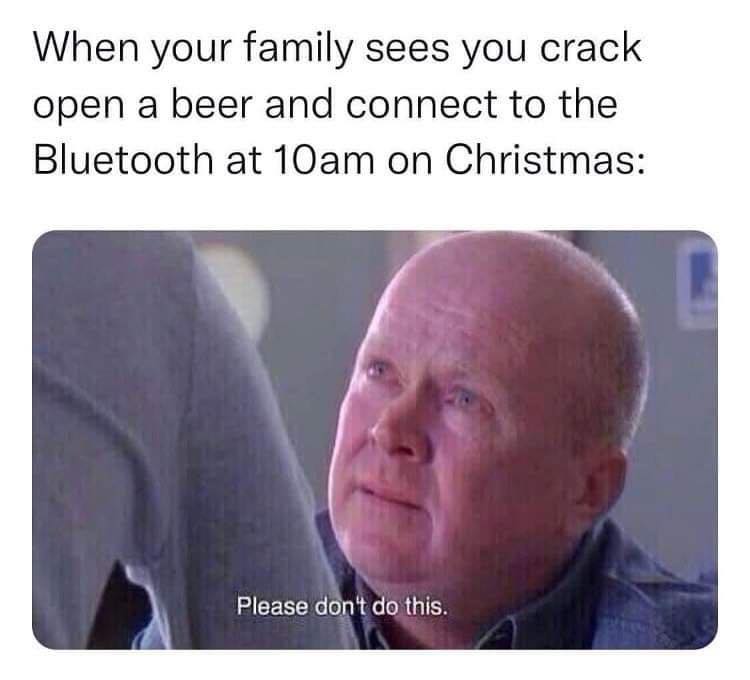 When your family sees you crack
open a beer and connect to the
Bluetooth at 10am on Christmas:
Please don't do this.